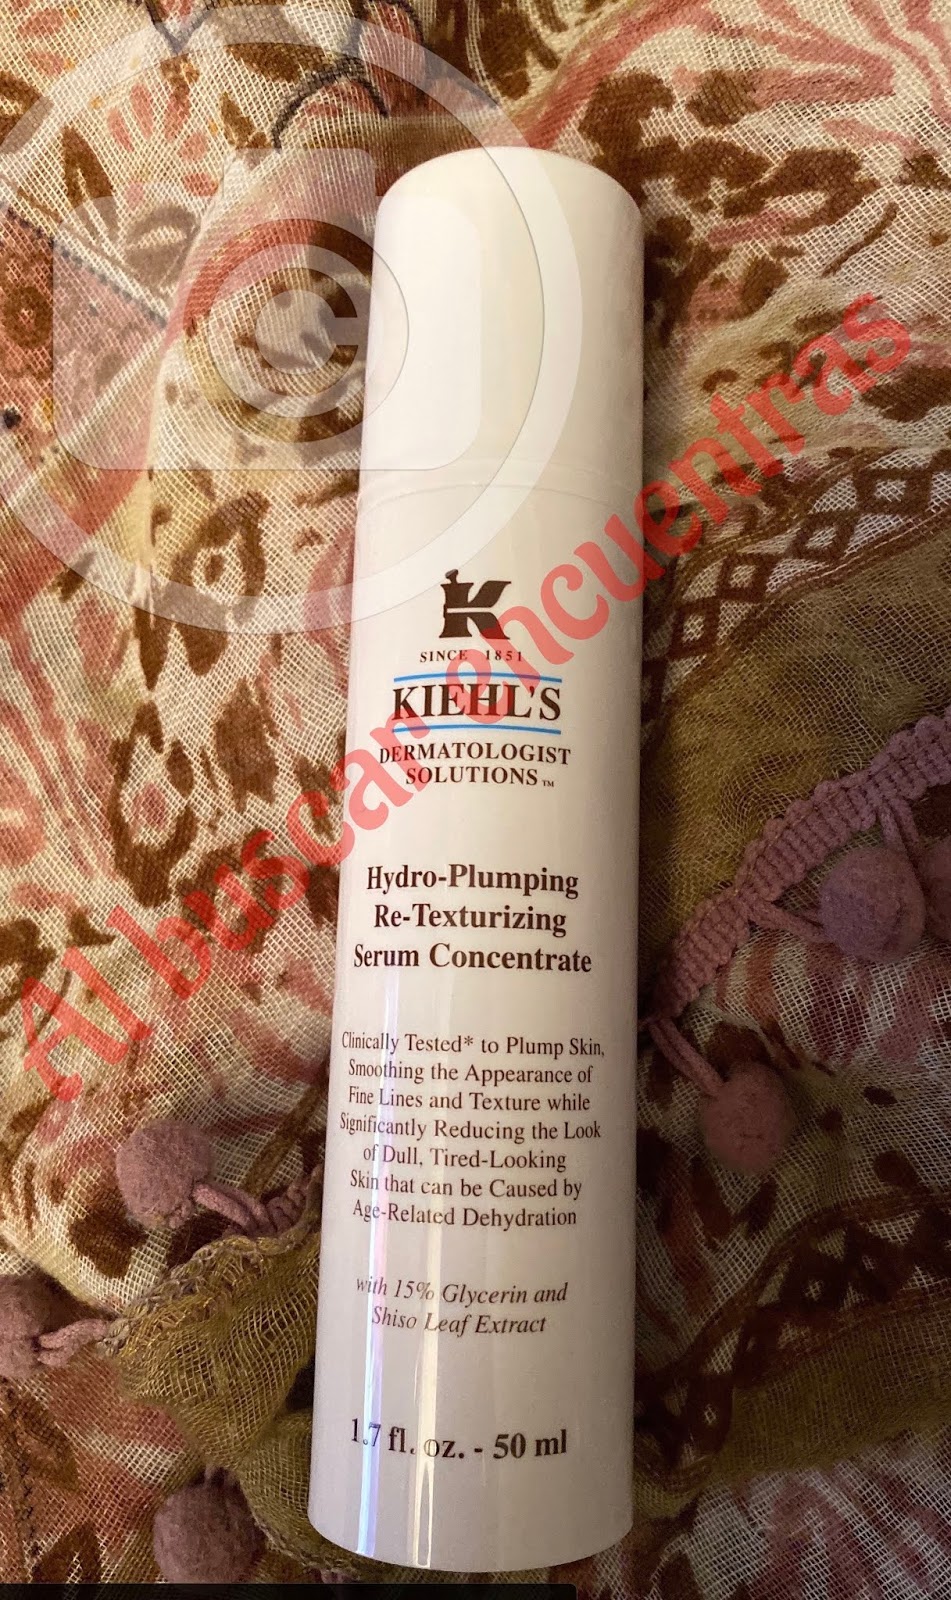 K
SINCE 1851
KIEHL'S
DERMATOLOGIST
SOLUTIONS™
Hydro-Plumping
Re-Texturizing
Serum Concentrate
Clinically Tested* to Plump Skin,
Smoothing the Appearance of
Fine Lines and Texture while
Significantly Reducing the Look
of Dull, Tired-Looking
Skin that can be Caused by
Age-Related Dehydration
with 15% Glycerin and
Shiso Leaf Extract
1.7 fl. oz. - 50 ml
Al buscar encuentras
C